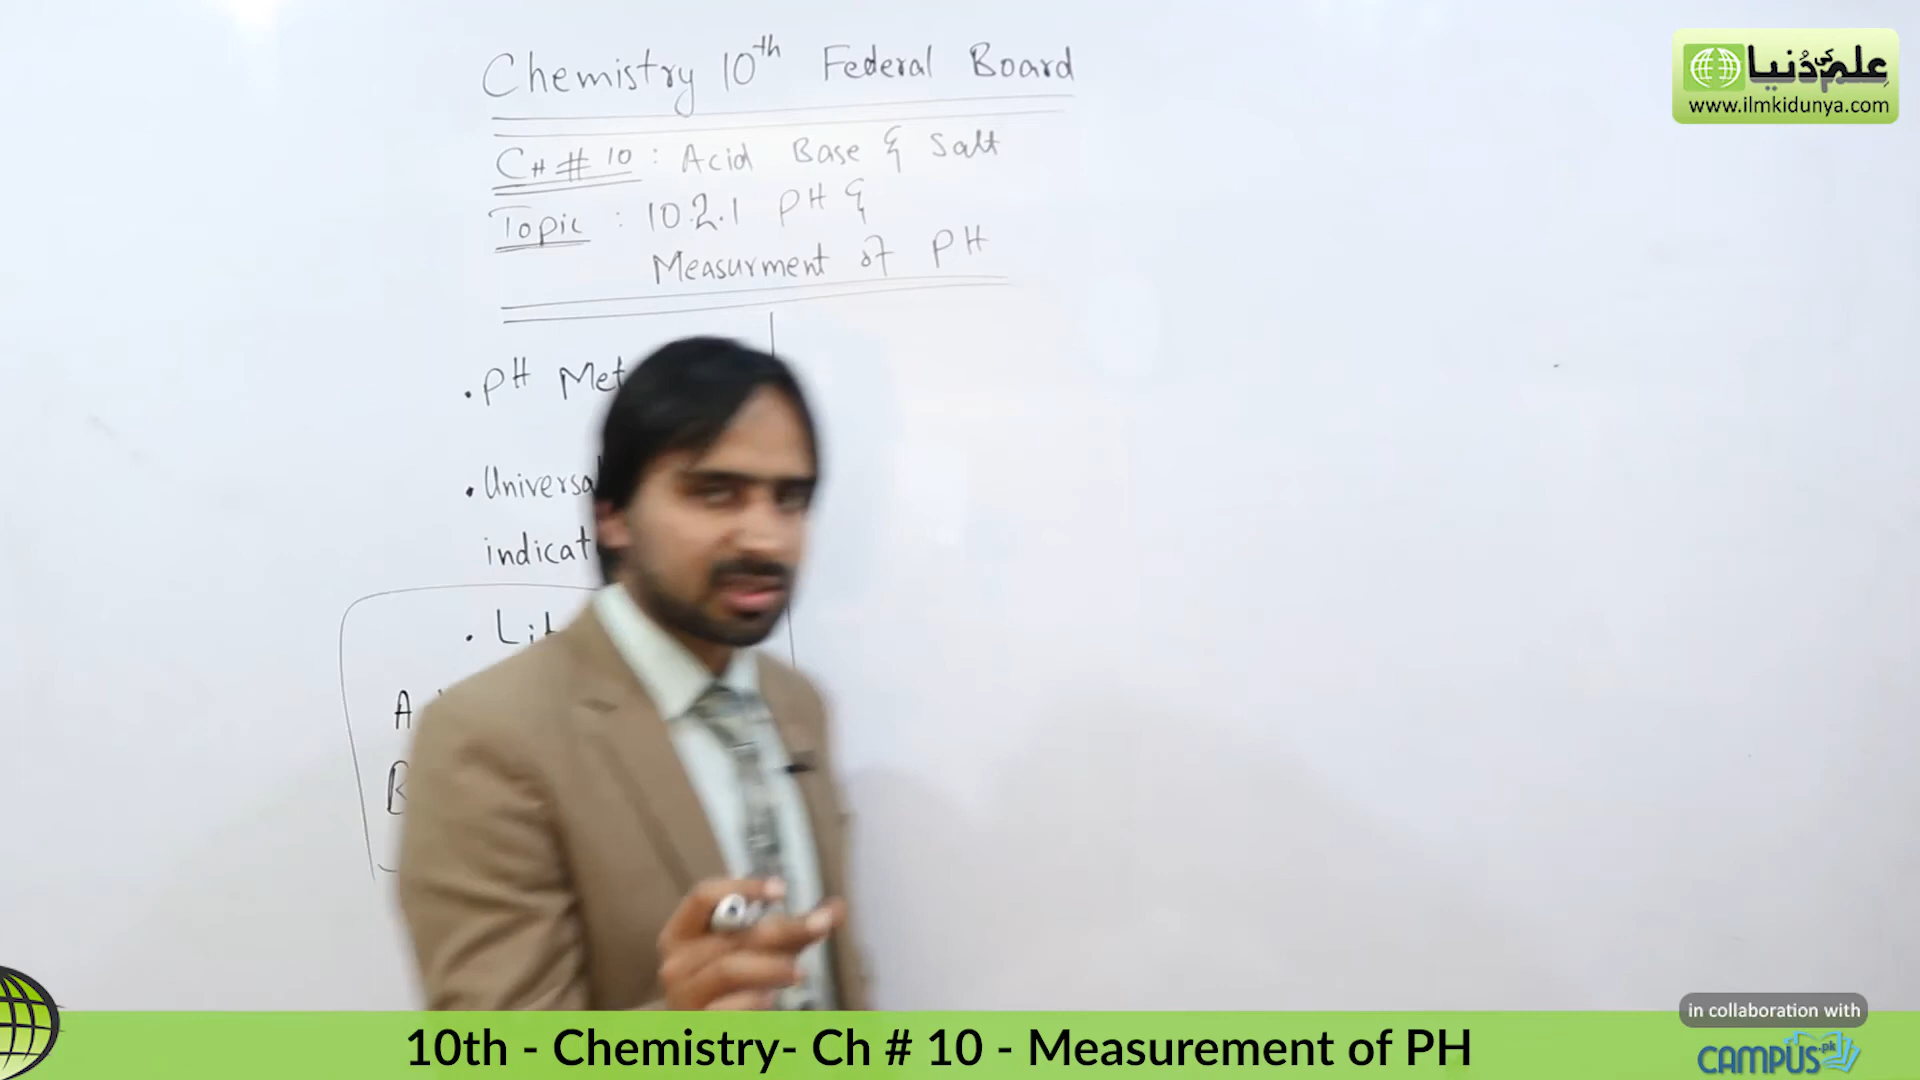 Chemistry 10th Federal Board
CH # 10 : Acid Base & Salt
Topic : 10.2.1 PH &
Measurment of PH
. PH Met
. Universa
indicat
. Lit
A
B
علم کی دُنیا
www.ilmkidunya.com
in collaboration with
CAMPUS.pk
10th - Chemistry- Ch # 10 - Measurement of PH